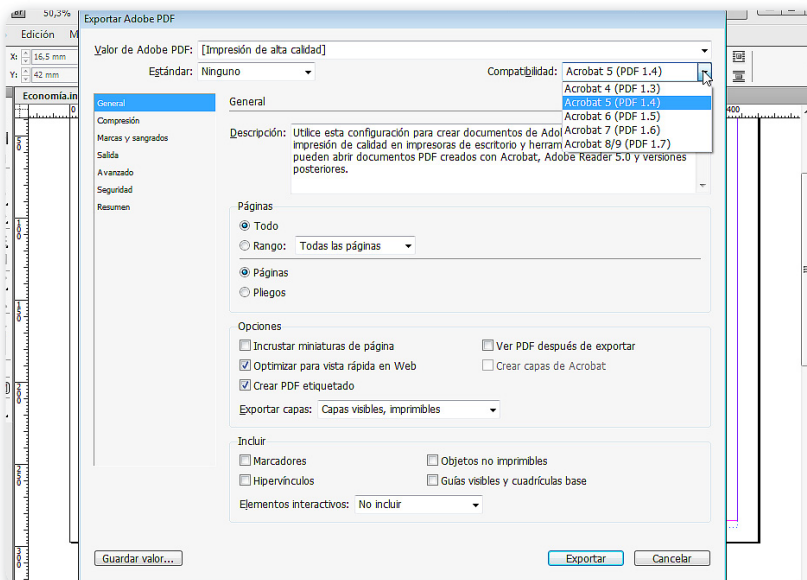 50,3%
Exportar Adobe PDF
Edición M
X: 16.5 mm
Y: 42 mm
Valor de Adobe PDF: [Impresión de alta calidad]
Estándar: Ninguno
Compatibilidad: Acrobat 5 (PDF 1.4)
Acrobat 4 (PDF 1.3)
Acrobat 5 (PDF 1.4)
Acrobat 6 (PDF 1.5)
Acrobat 7 (PDF 1.6)
Acrobat 8/9 (PDF 1.7)
Economía.in
0
400
General
Compresión
Marcas y sangrados
Salida
Avanzado
Seguridad
Resumen
General
Descripción: Utilice esta configuración para crear documentos de Adob
impresión de calidad en impresoras de escritorio y herram
pueden abrir documentos PDF creados con Acrobat, Adobe Reader 5.0 y versiones
posteriores.
Páginas
Todo
Rango: Todas las páginas
Páginas
Pliegos
Opciones
Incrustar miniaturas de página
Ver PDF después de exportar
Optimizar para vista rápida en Web
Crear capas de Acrobat
Crear PDF etiquetado
Exportar capas: Capas visibles, imprimibles
Incluir
Marcadores
Objetos no imprimibles
Hipervínculos
Guías visibles y cuadrículas base
Elementos interactivos: No incluir
Guardar valor...
Exportar
Cancelar